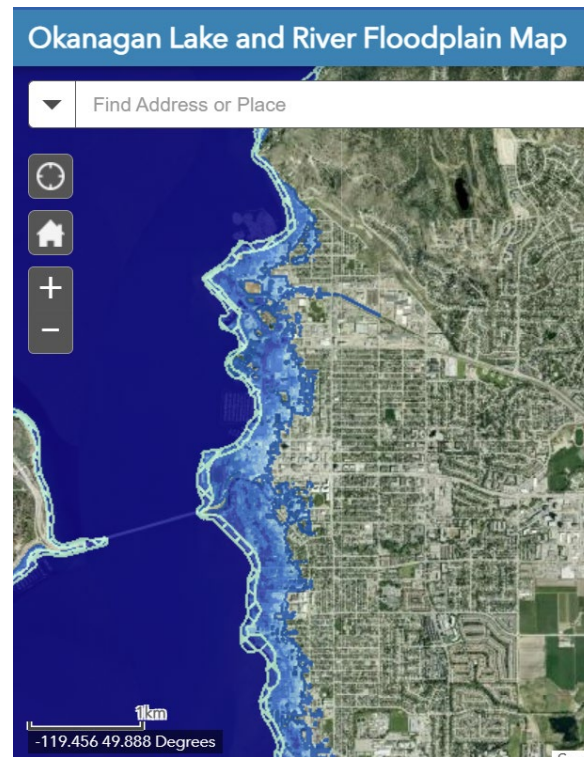 Okanagan Lake and River Floodplain Map
Find Address or Place
+
−
1km
-119.456 49.888 Degrees